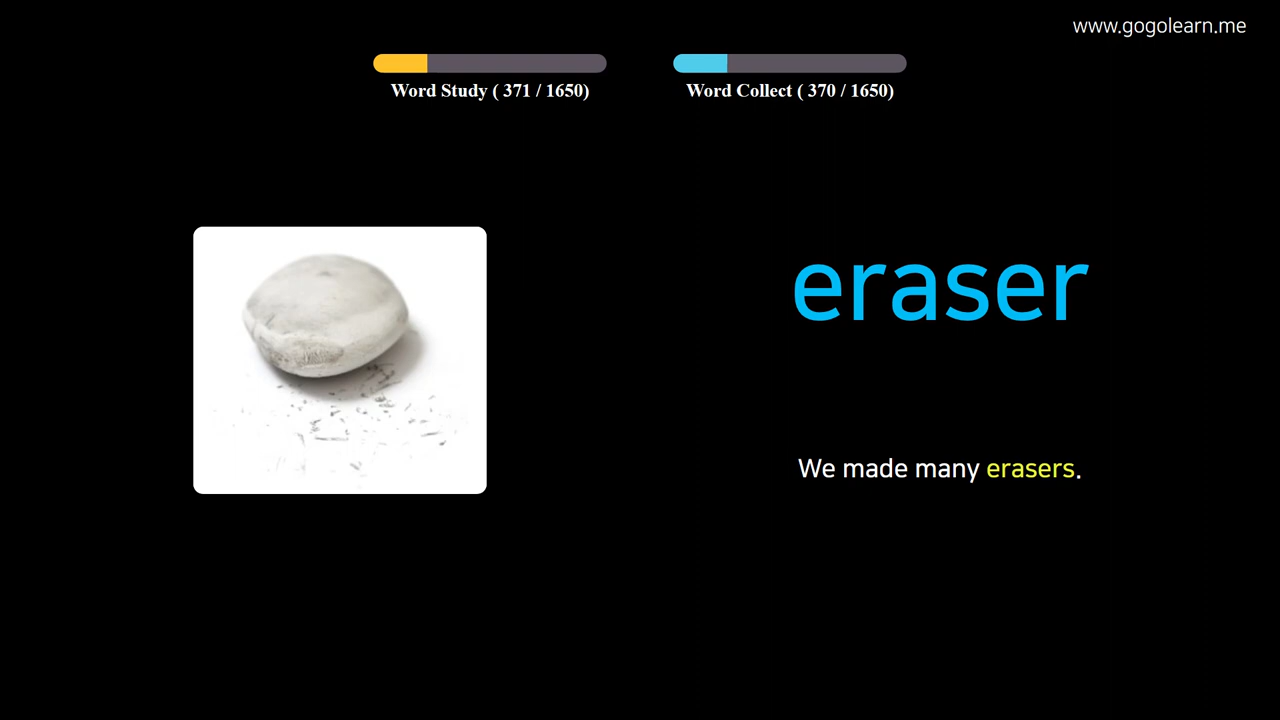 www.gogolearn.me
Word Study ( 371 / 1650)
Word Collect ( 370 / 1650)
eraser
We made many erasers.